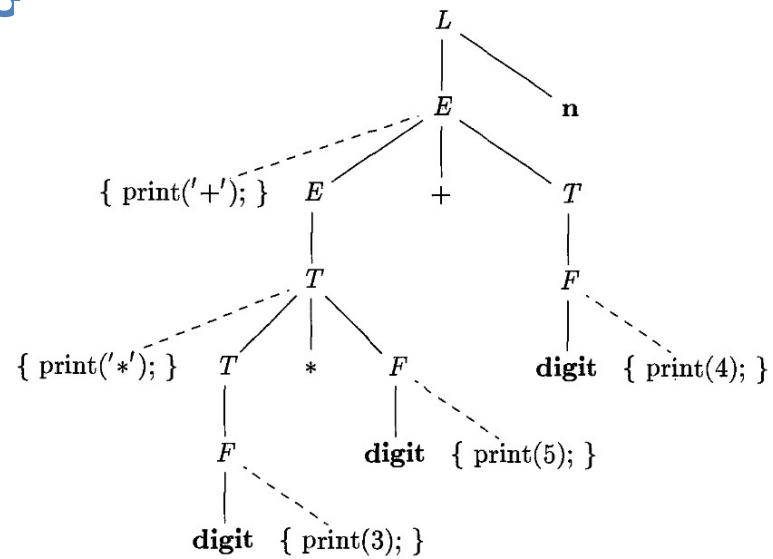 L
E n
{ print('+'); } E + T
T F
{ print('*'); } T * F digit { print(4); }
F digit { print(5); }
digit { print(3); }